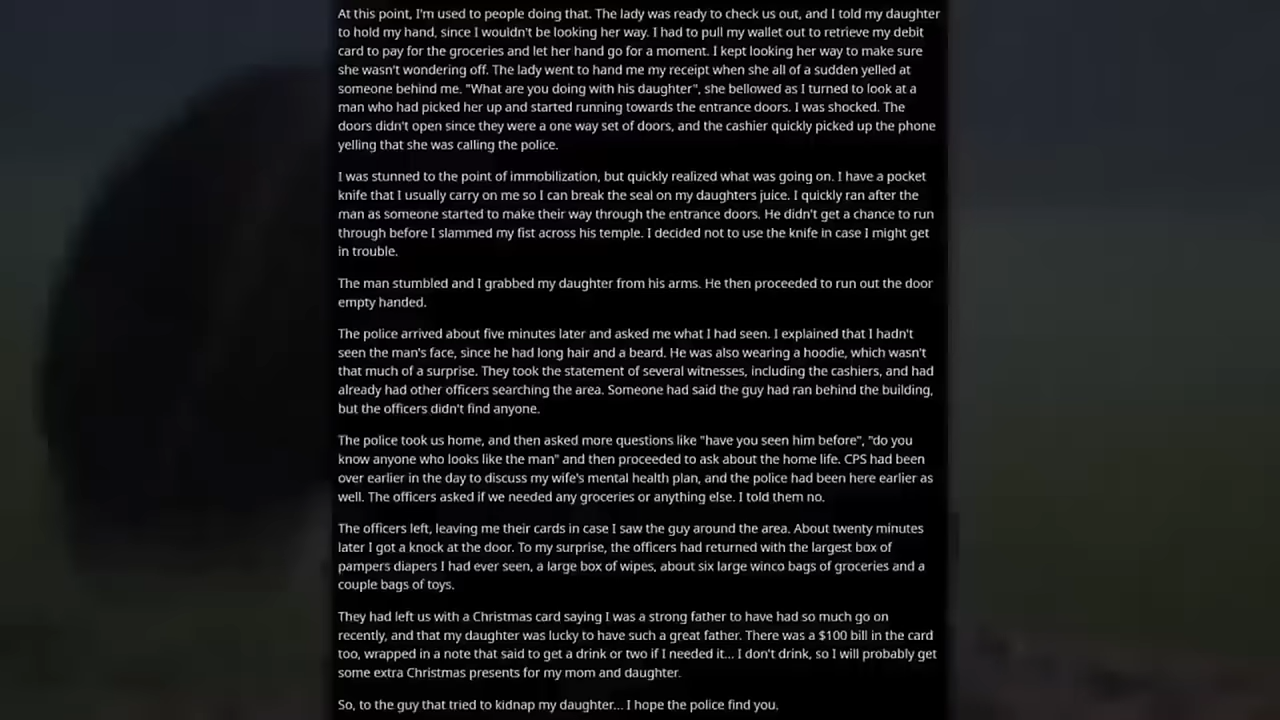 At this point, I'm used to people doing that. The lady was ready to check us out, and I told my daughter
to hold my hand, since I wouldn't be looking her way. I had to pull my wallet out to retrieve my debit
card to pay for the groceries and let her hand go for a moment. I kept looking her way to make sure
she wasn't wondering off. The lady went to hand me my receipt when she all of a sudden yelled at
someone behind me. "What are you doing with his daughter", she bellowed as I turned to look at a
man who had picked her up and started running towards the entrance doors. I was shocked. The
doors didn't open since they were a one way set of doors, and the cashier quickly picked up the phone
yelling that she was calling the police.
I was stunned to the point of immobilization, but quickly realized what was going on. I have a pocket
knife that I usually carry on me so I can break the seal on my daughters juice. I quickly ran after the
man as someone started to make their way through the entrance doors. He didn't get a chance to run
through before I slammed my fist across his temple. I decided not to use the knife in case I might get
in trouble.
The man stumbled and I grabbed my daughter from his arms. He then proceeded to run out the door
empty handed.
The police arrived about five minutes later and asked me what I had seen. I explained that I hadn't
seen the man's face, since he had long hair and a beard. He was also wearing a hoodie, which wasn't
that much of a surprise. They took the statement of several witnesses, including the cashiers, and had
already had other officers searching the area. Someone had said the guy had ran behind the building,
but the officers didn't find anyone.
The police took us home, and then asked more questions like "have you seen him before", "do you
know anyone who looks like the man" and then proceeded to ask about the home life. CPS had been
over earlier in the day to discuss my wife's mental health plan, and the police had been here earlier as
well. The officers asked if we needed any groceries or anything else. I told them no.
The officers left, leaving me their cards in case I saw the guy around the area. About twenty minutes
later I got a knock at the door. To my surprise, the officers had returned with the largest box of
pampers diapers I had ever seen, a large box of wipes, about six large winco bags of groceries and a
couple bags of toys.
They had left us with a Christmas card saying I was a strong father to have had so much go on
recently, and that my daughter was lucky to have such a great father. There was a $100 bill in the card
too, wrapped in a note that said to get a drink or two if I needed it... I don't drink, so I will probably get
some extra Christmas presents for my mom and daughter.
So, to the guy that tried to kidnap my daughter... I hope the police find you.